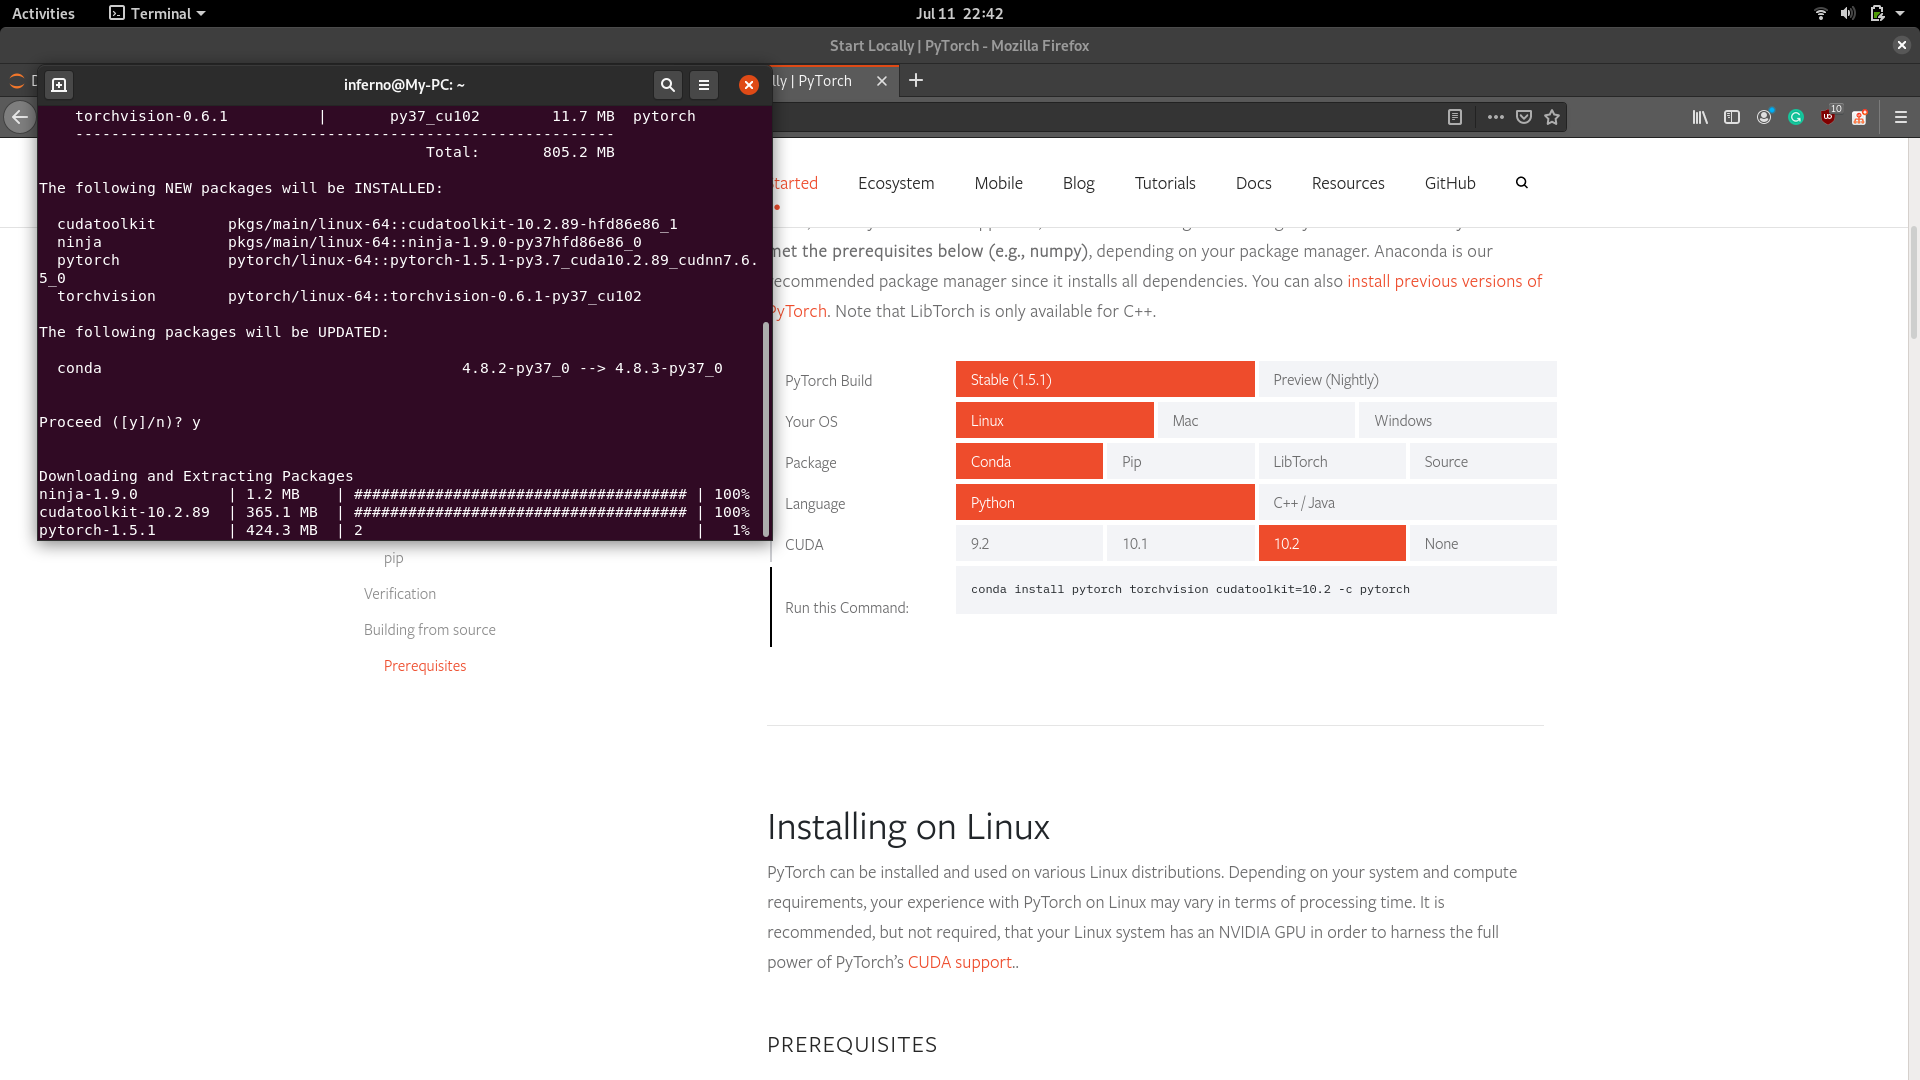 Activities
Terminal
Jul 11  22:42
Start Locally | PyTorch - Mozilla Firefox
inferno@My-PC: ~
lly | PyTorch
10
torchvision-0.6.1          |       py37_cu102        11.7 MB  pytorch
------------------------------------------------------------
Total:       805.2 MB
The following NEW packages will be INSTALLED:
cudatoolkit        pkgs/main/linux-64::cudatoolkit-10.2.89-hfd86e86_1
ninja              pkgs/main/linux-64::ninja-1.9.0-py37hfd86e86_0
pytorch            pytorch/linux-64::pytorch-1.5.1-py3.7_cuda10.2.89_cudnn7.6.
5_0
torchvision        pytorch/linux-64::torchvision-0.6.1-py37_cu102
The following packages will be UPDATED:
conda                                        4.8.2-py37_0 --> 4.8.3-py37_0
Proceed ([y]/n)? y
Downloading and Extracting Packages
ninja-1.9.0          | 1.2 MB    | ##################################### | 100%
cudatoolkit-10.2.89  | 365.1 MB  | ##################################### | 100%
pytorch-1.5.1        | 424.3 MB  | 2                                     |   1%
pip
Verification
Building from source
Prerequisites
tarted
Ecosystem
Mobile
Blog
Tutorials
Docs
Resources
GitHub
met the prerequisites below (e.g., numpy), depending on your package manager. Anaconda is our
recommended package manager since it installs all dependencies. You can also install previous versions of
PyTorch. Note that LibTorch is only available for C++.
PyTorch Build
Stable (1.5.1)
Preview (Nightly)
Your OS
Linux
Mac
Windows
Package
Conda
Pip
LibTorch
Source
Language
Python
C++ / Java
CUDA
9.2
10.1
10.2
None
Run this Command:
conda install pytorch torchvision cudatoolkit=10.2 -c pytorch
Installing on Linux
PyTorch can be installed and used on various Linux distributions. Depending on your system and compute
requirements, your experience with PyTorch on Linux may vary in terms of processing time. It is
recommended, but not required, that your Linux system has an NVIDIA GPU in order to harness the full
power of PyTorch’s CUDA support..
PREREQUISITES